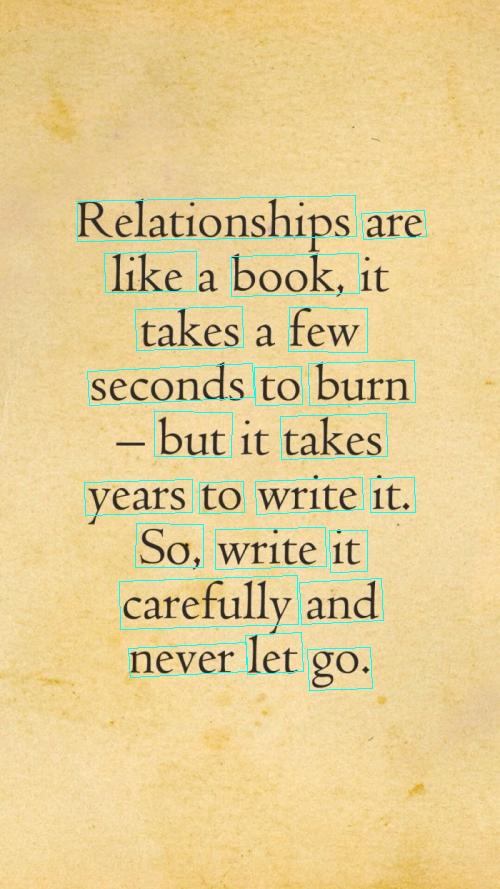 Relationships are
like a book, it
takes a few
seconds to burn
– but it takes
years to write it.
So, write it
carefully and
never let go.